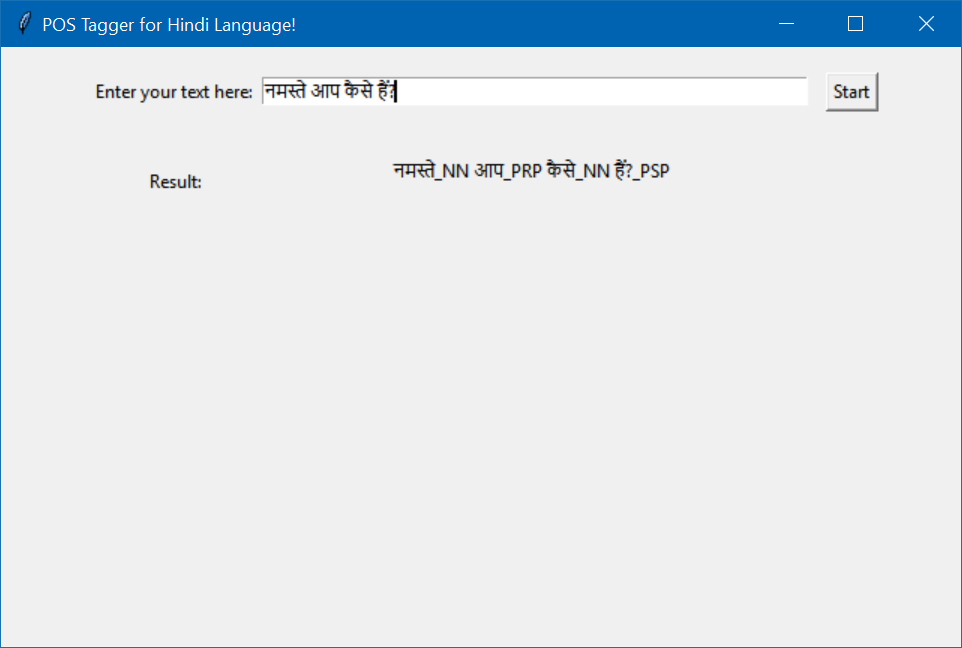 POS Tagger for Hindi Language!
Enter your text here: नमस्ते आप कैसे हैं? Start
Result: नमस्ते_NN आप_PRP कैसे_NN हैं?_PSP